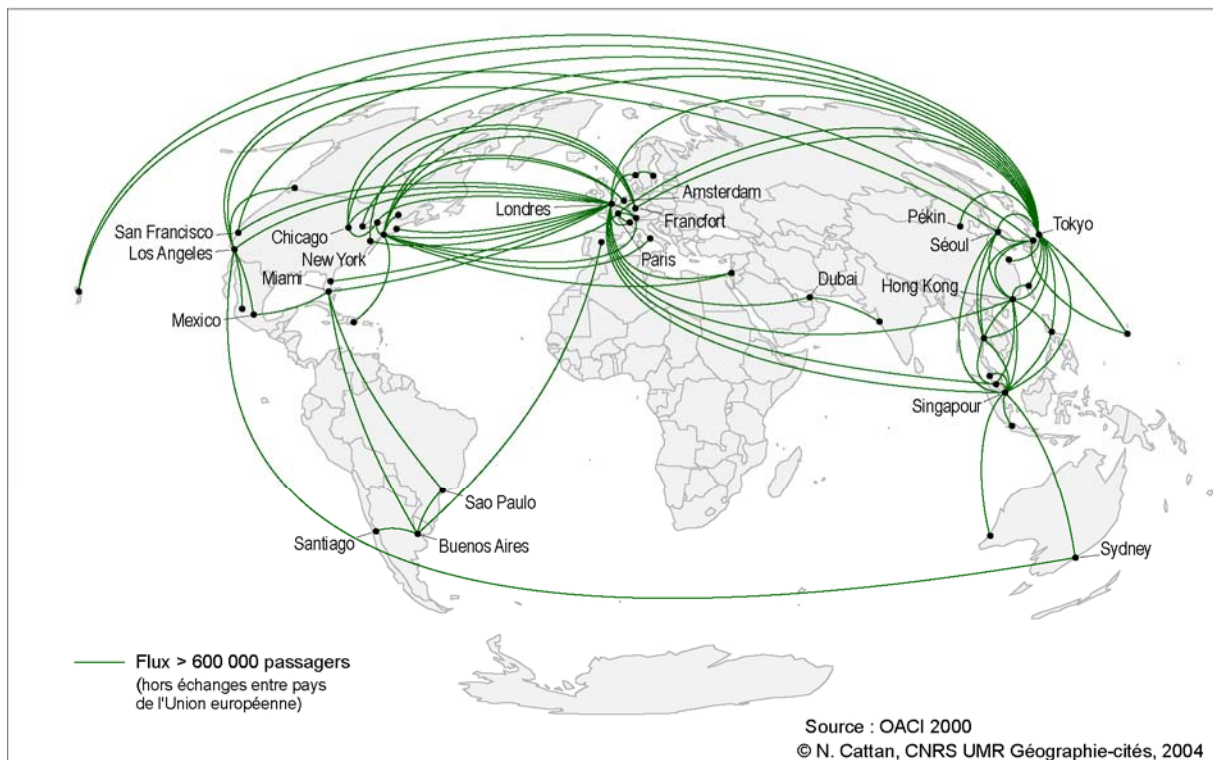 Londres
Amsterdam
Francfort
Paris
San Francisco
Los Angeles
Chicago
New York
Miami
Mexico
Pékin
Séoul
Tokyo
Dubai
Hong Kong
Singapour
Sao Paulo
Santiago
Buenos Aires
Sydney
Flux > 600 000 passagers
(hors échanges entre pays
de l'Union européenne)
Source : OACI 2000
© N. Cattan, CNRS UMR Géographie-cités, 2004